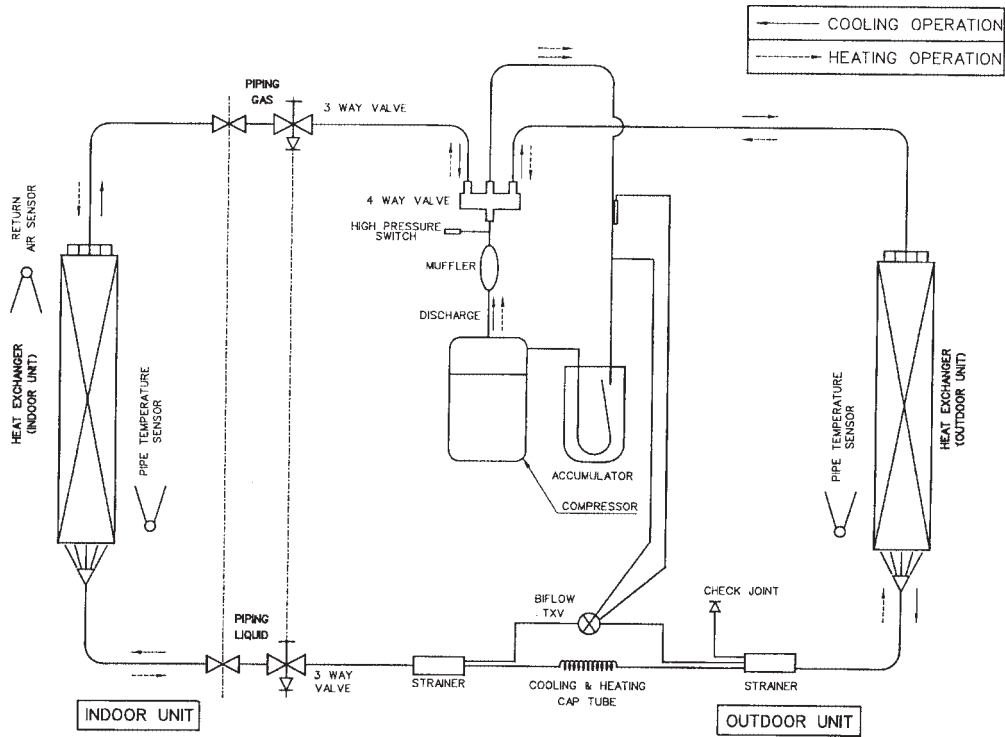 COOLING OPERATION
HEATING OPERATION
PIPING
GAS
3 WAY VALVE
RETURN
AIR SENSOR
4 WAY VALVE
HIGH PRESSURE
SWITCH
MUFFLER
DISCHARGE
HEAT EXCHANGER
(INDOOR UNIT)
PIPE TEMPERATURE
SENSOR
ACCUMULATOR
COMPRESSOR
PIPE TEMPERATURE
SENSOR
HEAT EXCHANGER
(OUTDOOR UNIT)
BIFLOW
TXV
CHECK JOINT
PIPING
LIQUID
3 WAY
VALVE
STRAINER
COOLING & HEATING
CAP TUBE
STRAINER
INDOOR UNIT
OUTDOOR UNIT